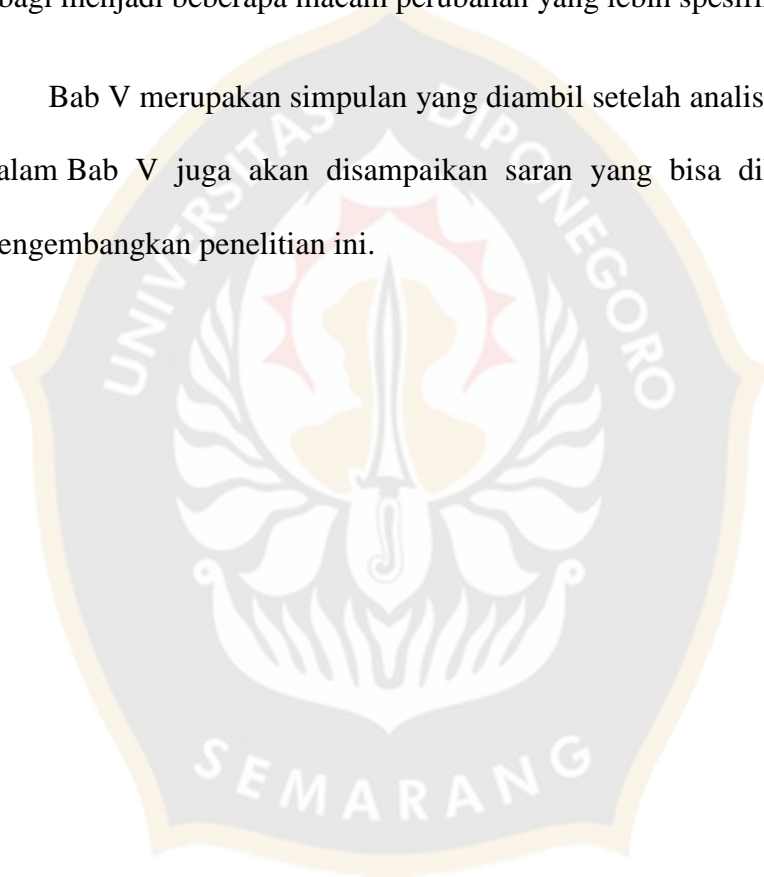 bagi menjadi beberapa macam perubahan yang lebih spesifik
Bab V merupakan simpulan yang diambil setelah analis
alam Bab V juga akan disampaikan saran yang bisa di
engembangkan penelitian ini.
UNIVERSITAS DIPONEGORO
SEMARANG